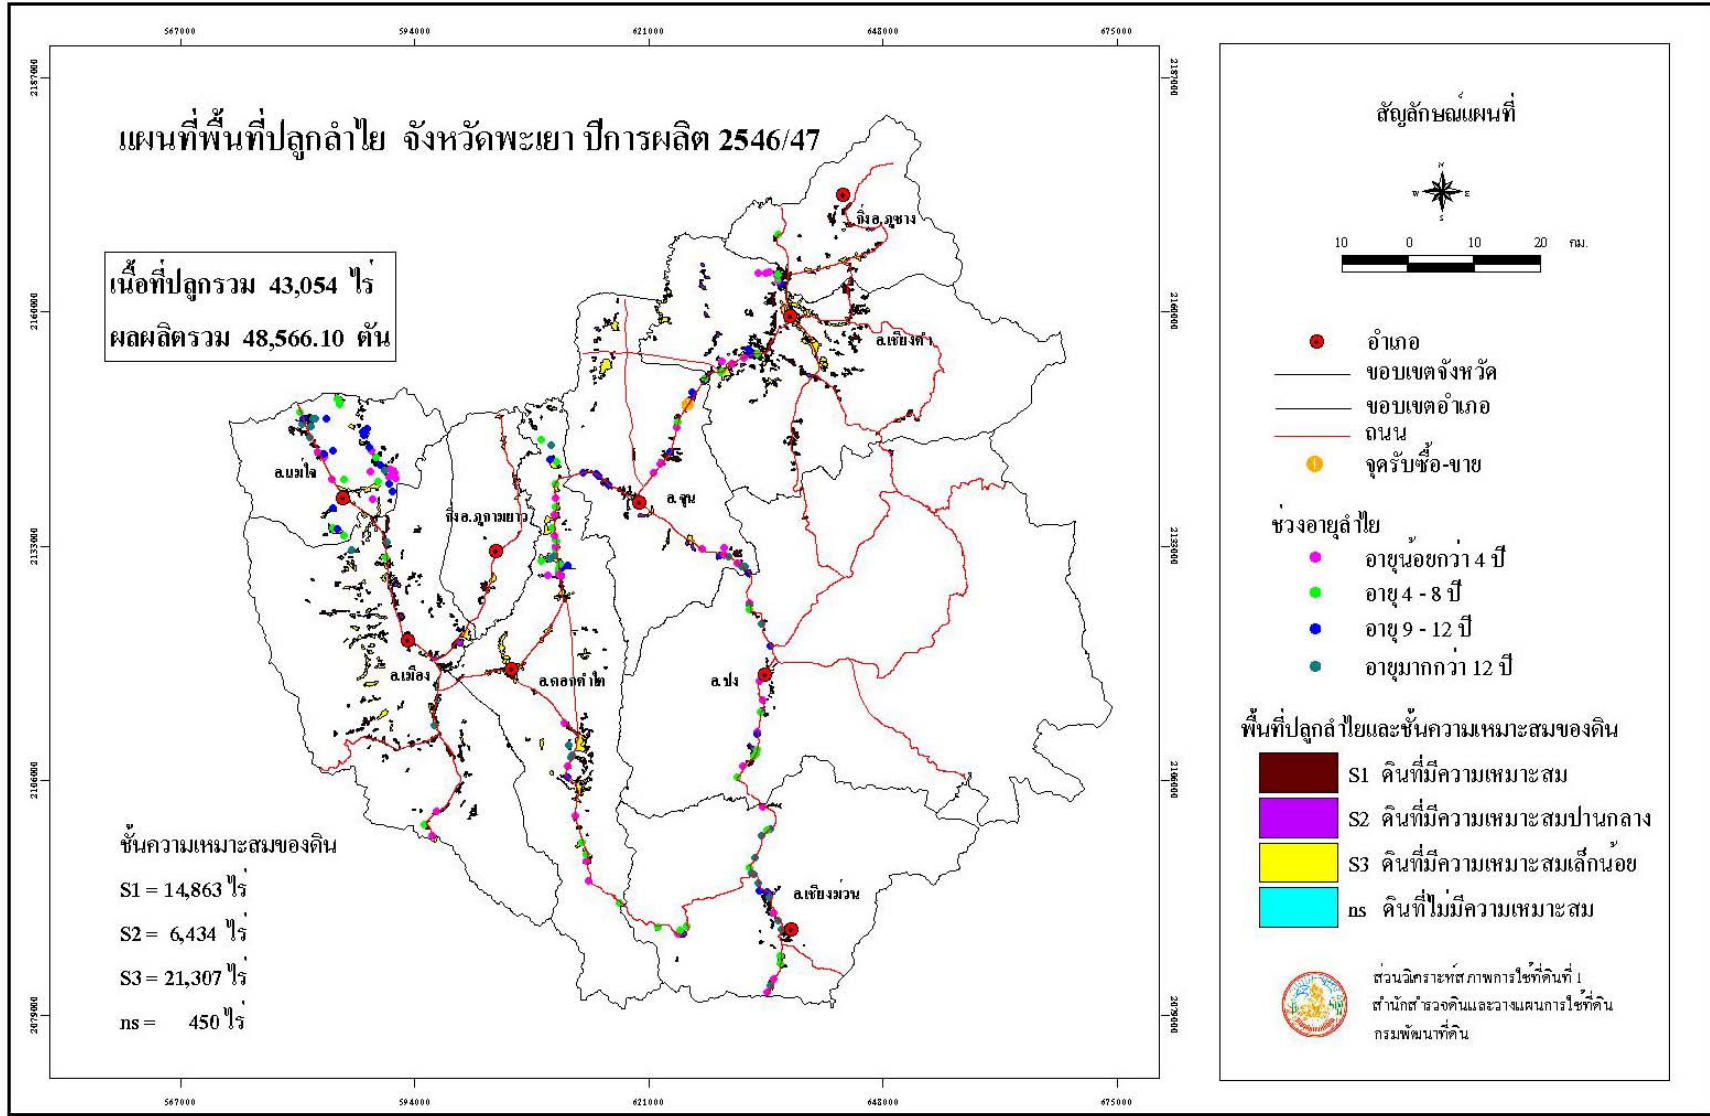 567000 594000 621000 648000 675000
2187000 2187000
แผนที่พื้นที่ปลูกลำไย จังหวัดพะเยา ปีการผลิต 2546/47
เนื้อที่ปลูกรวม 43,054 ไร่
ผลผลิตรวม 48,566.10 ตัน
กิ่งอ.ภูซาง
2160000 2160000
อ.เชียงคำ
อ.แม่ใจ
อ.จุน
กิ่งอ.ภูกามยาว
2133000 2133000
อ.เมือง
อ.ดอกคำใต้
อ.ปง
2106000 2106000
อ.เชียงม่วน
ชั้นความเหมาะสมของดิน
S1 = 14,863 ไร่
S2 = 6,434 ไร่
S3 = 21,307 ไร่
ns = 450 ไร่
2079000 2079000
567000 594000 621000 648000 675000
สัญลักษณ์แผนที่
N
W E
S
10 0 10 20 กม.
อำเภอ
ขอบเขตจังหวัด
ขอบเขตอำเภอ
ถนน
จุดรับซื้อ-ขาย
ช่วงอายุลำไย
อายุน้อยกว่า 4 ปี
อายุ 4 - 8 ปี
อายุ 9 - 12 ปี
อายุมากกว่า 12 ปี
พื้นที่ปลูกลำไยและชั้นความเหมาะสมของดิน
S1 ดินที่มีความเหมาะสม
S2 ดินที่มีความเหมาะสมปานกลาง
S3 ดินที่มีความเหมาะสมเล็กน้อย
ns ดินที่ไม่มีความเหมาะสม
ส่วนวิเคราะห์สภาพการใช้ที่ดินที่ 1
สำนักสำรวจดินและวางแผนการใช้ที่ดิน
กรมพัฒนาที่ดิน